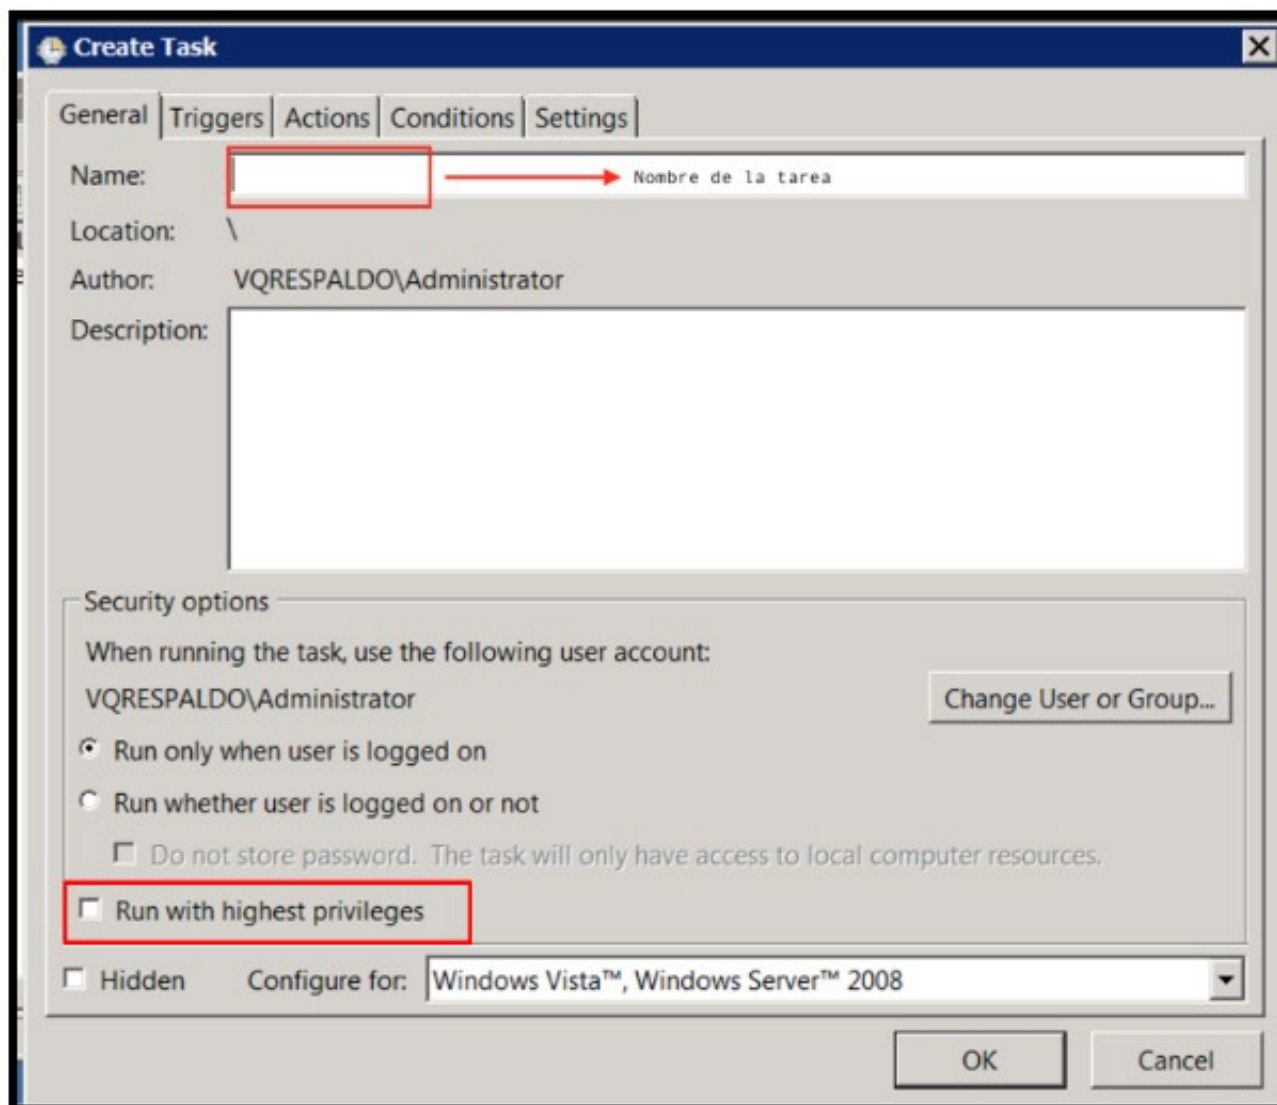 Create Task
General Triggers Actions Conditions Settings
Name: Nombre de la tarea
Location: \
Author: VQRESPALDO\Administrator
Description:
Security options
When running the task, use the following user account:
VQRESPALDO\Administrator Change User or Group...
Run only when user is logged on
Run whether user is logged on or not
Do not store password. The task will only have access to local computer resources.
Run with highest privileges
Hidden Configure for: Windows Vista™, Windows Server™ 2008
OK Cancel